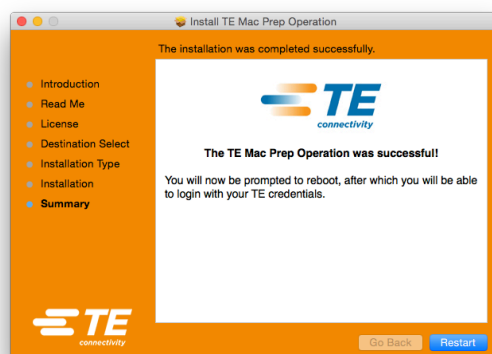 Install TE Mac Prep Operation
The installation was completed successfully.
Introduction
Read Me
License
Destination Select
Installation Type
Installation
Summary
TE
connectivity
The TE Mac Prep Operation was successful!
You will now be prompted to reboot, after which you will be able
to login with your TE credentials.
TE
connectivity
Go Back
Restart